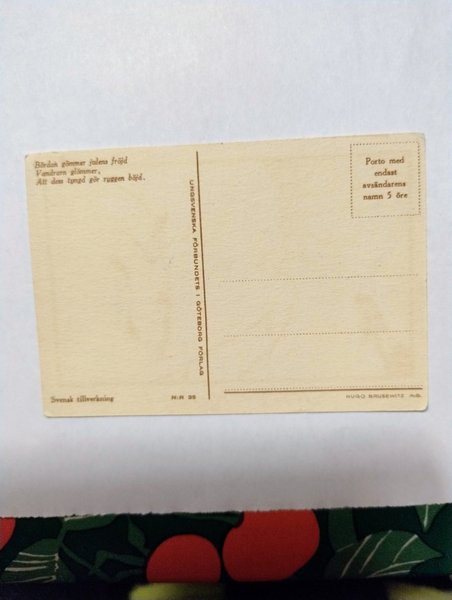 Bördan gömmer julens fröjd
Vandrarn glömmer,
Att dess tyngd gör ryggen böjd.
UNGSVENSKA FÖRBUNDETS I GÖTEBORG FÖRLAG
Porto med
endast
avsändarens
namn 5 öre
Svensk tillverkning
N:R 35
HUGO BRUSEWITZ A.-B.